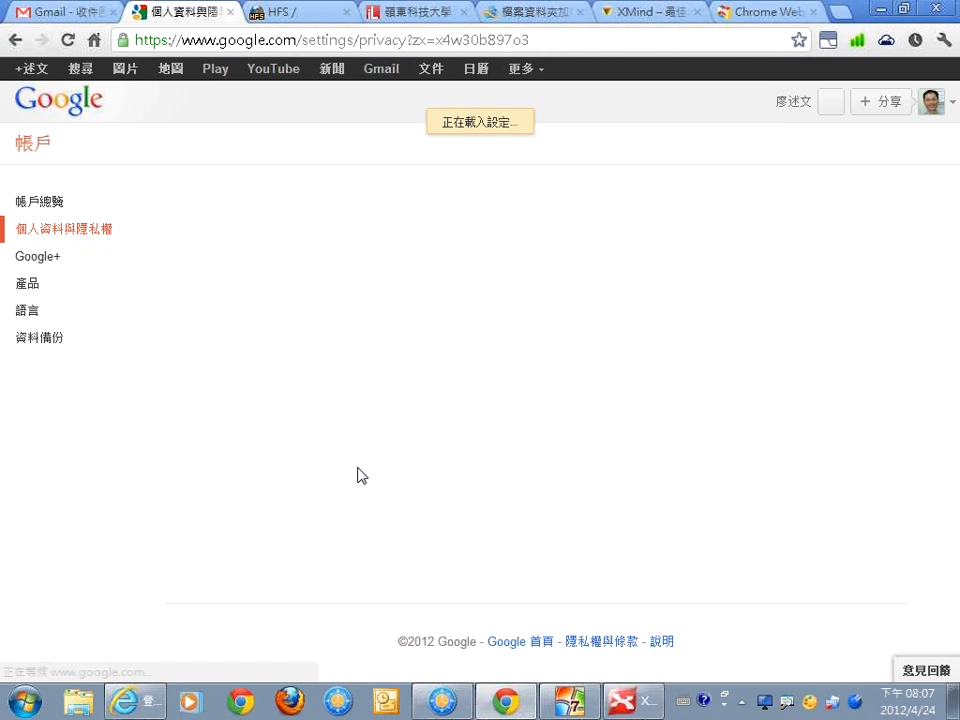 Gmail - 收件
個人資料與隱
HFS /
嶺東科技大學
檔案資料夾加
XMind – 最佳
Chrome Web
https://www.google.com/settings/privacy?zx=x4w30b897o3
+述文 搜尋 圖片 地圖 Play YouTube 新聞 Gmail 文件 日曆 更多
Google
廖述文
+ 分享
正在載入設定...
帳戶
帳戶總覽
個人資料與隱私權
Google+
產品
語言
資料備份
©2012 Google - Google 首頁 - 隱私權與條款 - 說明
正在等候 www.google.com...
意見回饋
登...
X...
下午 08:07
2012/4/24